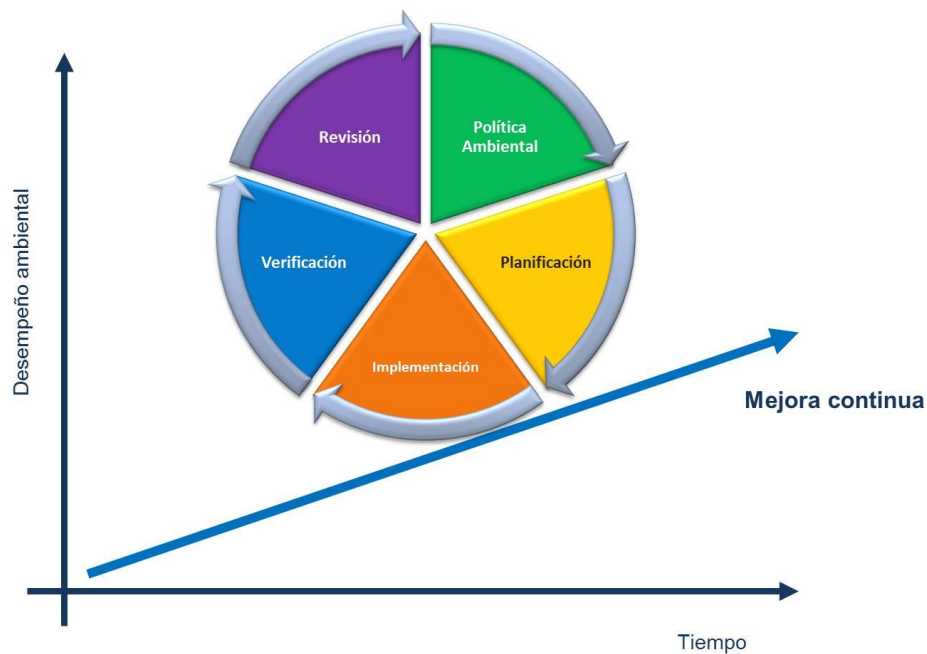 Revisión
Política
Ambiental
Desempeño ambiental
Verificación
Planificación
Implementación
Mejora continua
Tiempo